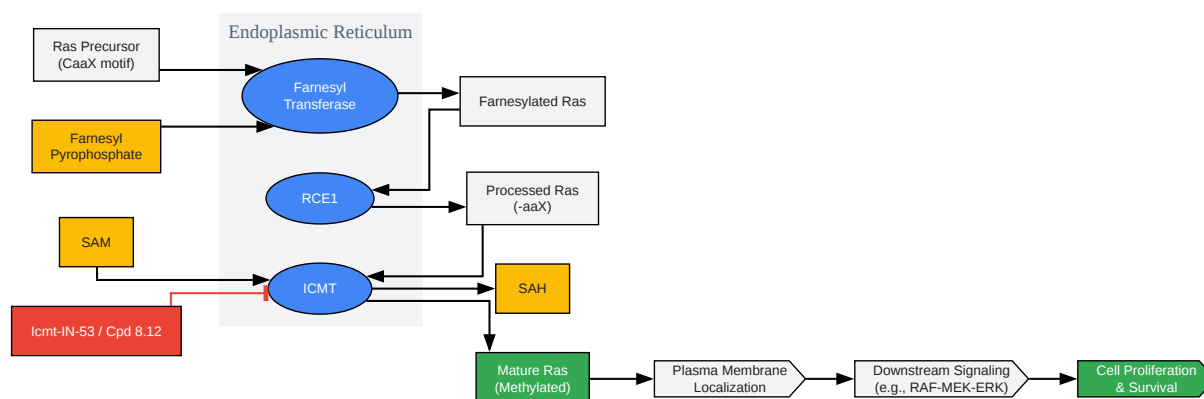 Endoplasmic Reticulum
Ras Precursor
(CaaX motif)
Farnesyl
Transferase
Farnesylated Ras
Farnesyl
Pyrophosphate
RCE1
Processed Ras
(-aaX)
SAM
ICMT
SAH
Icmt-IN-53 / Cpd 8.12
Mature Ras
(Methylated)
Plasma Membrane
Localization
Downstream Signaling
(e.g., RAF-MEK-ERK)
Cell Proliferation
& Survival